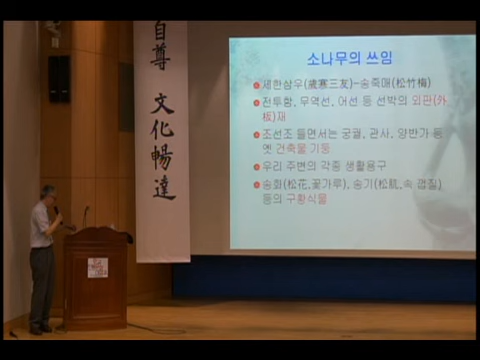 自尊 文化暢達
소나무의 쓰임
세한삼우(歲寒三友)–송죽매(松竹梅)
전투함, 무역선, 어선 등 선박의 외판(外
板)재
조선조 들면서는 궁궐, 관사, 양반가 등
옛 건축물 기둥
우리 주변의 각종 생활용구
송화(松花,꽃가루), 송기(松肌,속 껍질)
등의 구황식물